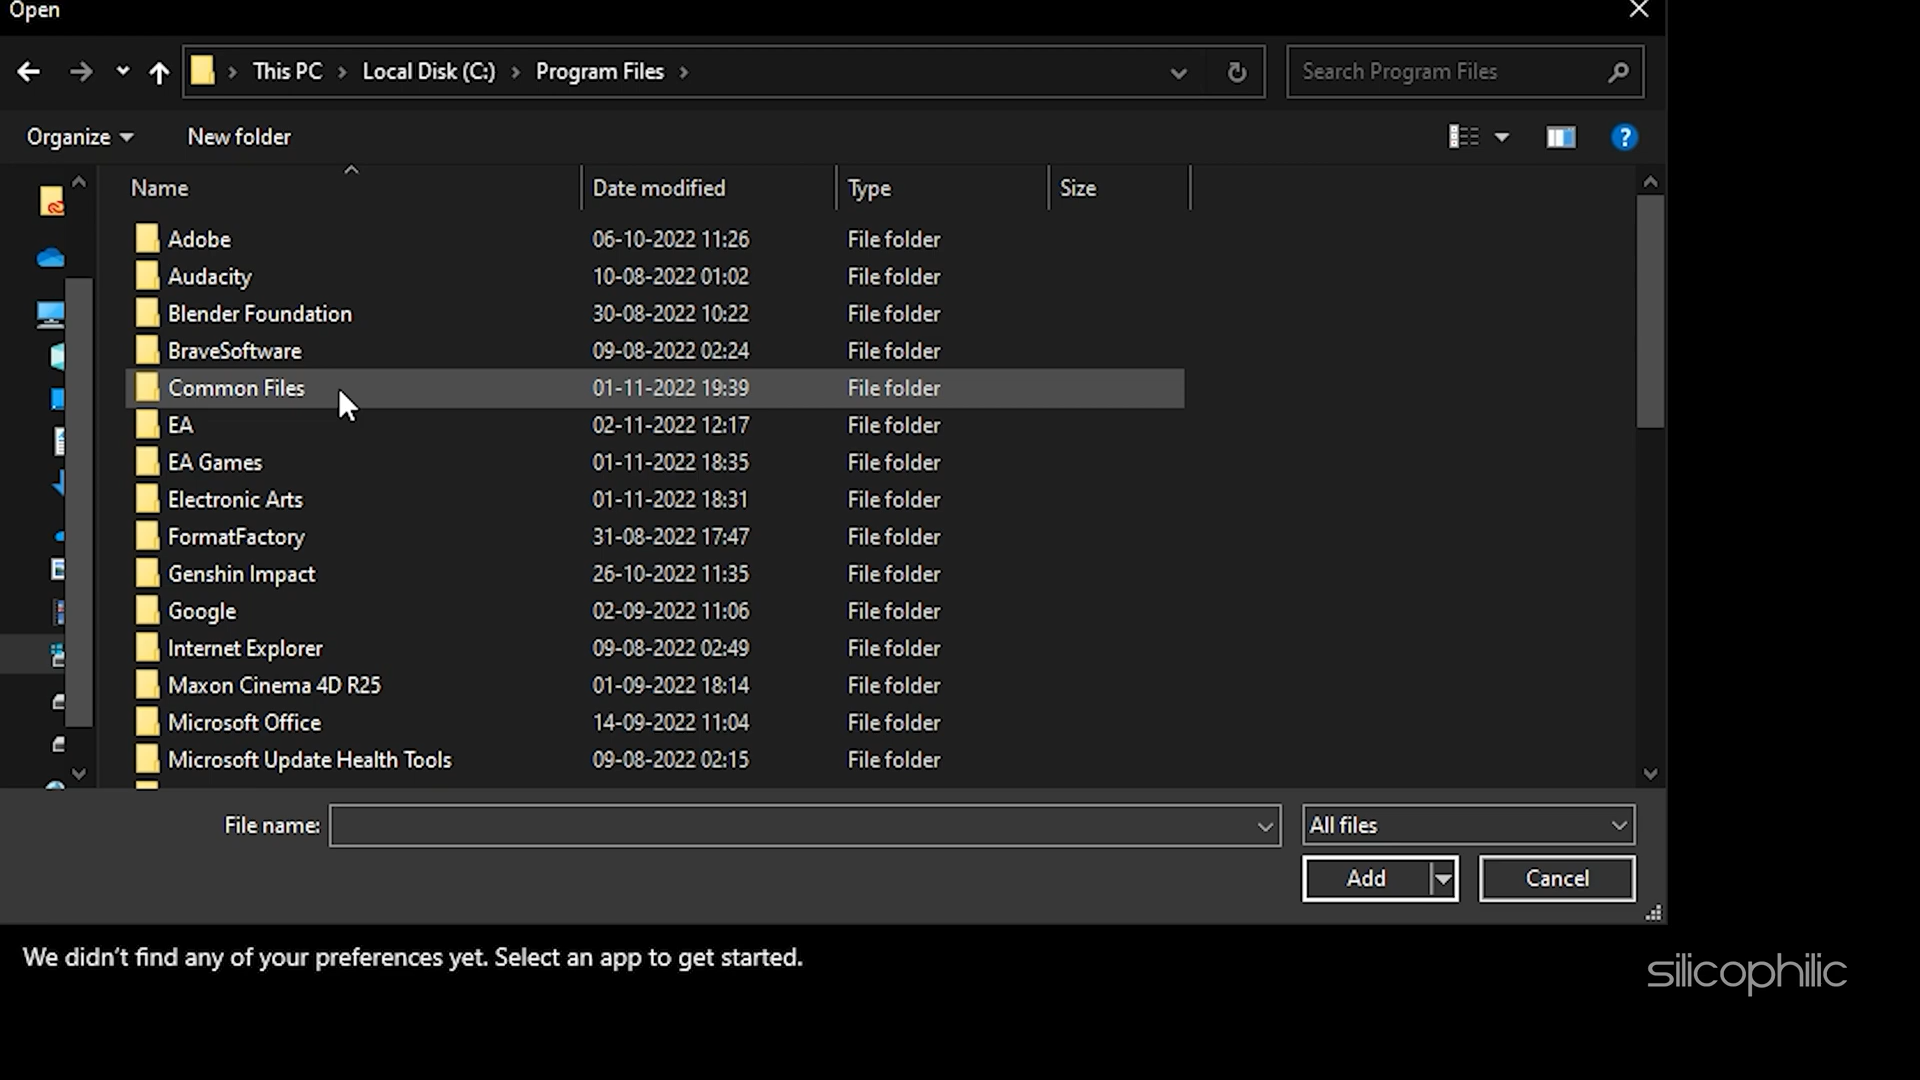 Open
This PC Local Disk (C:) Program Files
Search Program Files
Organize New folder
?
Name Date modified Type Size
Adobe 06-10-2022 11:26 File folder
Audacity 10-08-2022 01:02 File folder
Blender Foundation 30-08-2022 10:22 File folder
BraveSoftware 09-08-2022 02:24 File folder
Common Files 01-11-2022 19:39 File folder
EA 02-11-2022 12:17 File folder
EA Games 01-11-2022 18:35 File folder
Electronic Arts 01-11-2022 18:31 File folder
FormatFactory 31-08-2022 17:47 File folder
Genshin Impact 26-10-2022 11:35 File folder
Google 02-09-2022 11:06 File folder
Internet Explorer 09-08-2022 02:49 File folder
Maxon Cinema 4D R25 01-09-2022 18:14 File folder
Microsoft Office 14-09-2022 11:04 File folder
Microsoft Update Health Tools 09-08-2022 02:15 File folder
File name: All files
Add Cancel
We didn't find any of your preferences yet. Select an app to get started.
silicophilic